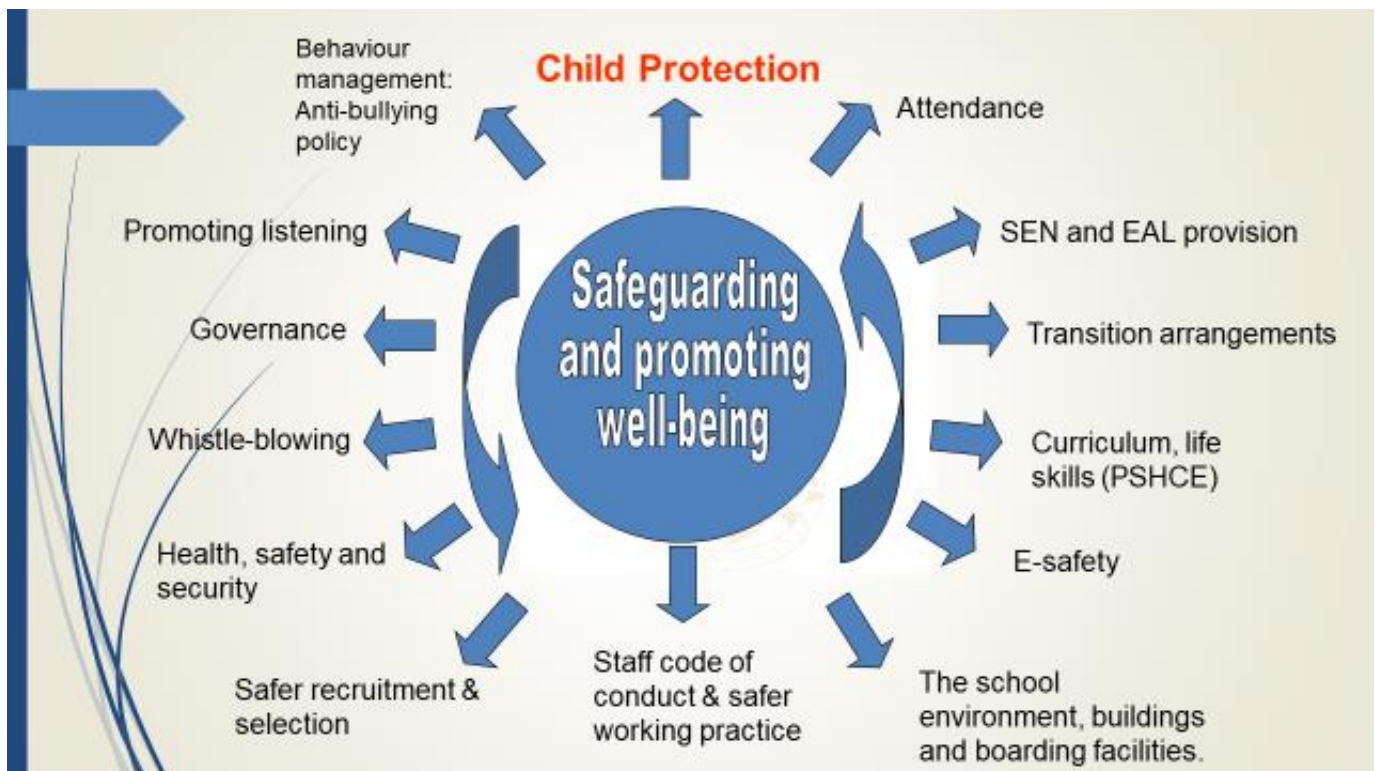 Behaviour
management:
Anti-bullying
policy
Child Protection
Attendance
Promoting listening
SEN and EAL provision
Safeguarding
and promoting
well-being
Governance
Transition arrangements
Whistle-blowing
Curriculum, life
skills (PSHCE)
Health, safety and
security
E-safety
Safer recruitment &
selection
Staff code of
conduct & safer
working practice
The school
environment, buildings
and boarding facilities.